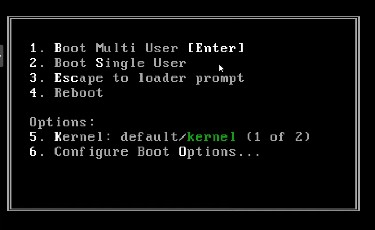 1. Boot Multi User [Enter]
2. Boot Single User
3. Escape to loader prompt
4. Reboot
Options:
5. Kernel: default/kernel (1 of 2)
6. Configure Boot Options...